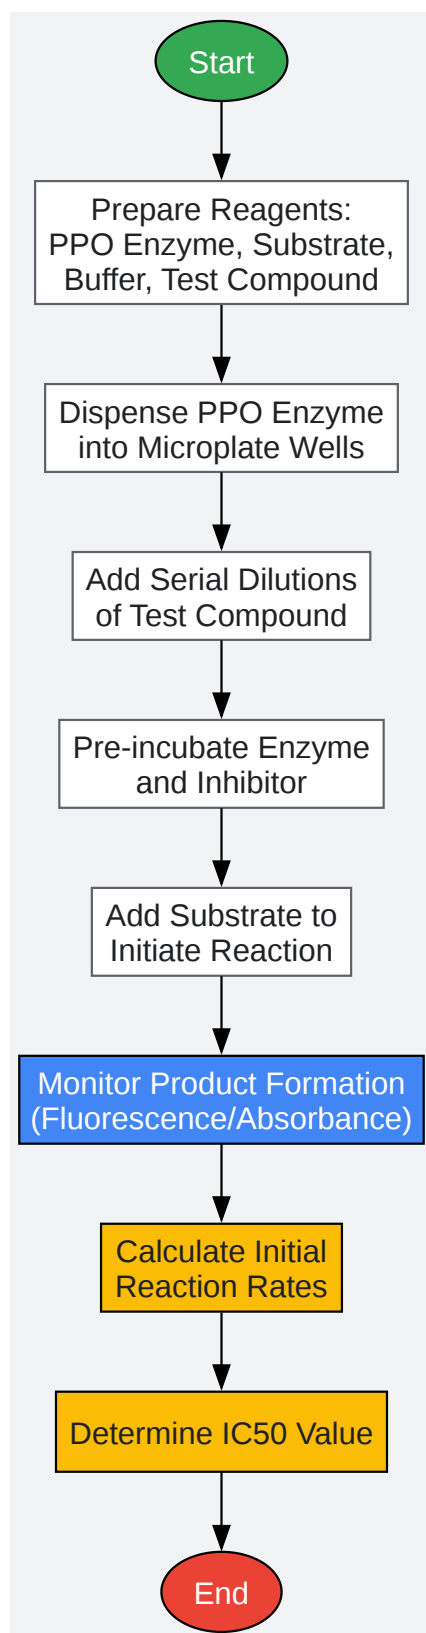 Start
Prepare Reagents:
PPO Enzyme, Substrate,
Buffer, Test Compound
Dispense PPO Enzyme
into Microplate Wells
Add Serial Dilutions
of Test Compound
Pre-incubate Enzyme
and Inhibitor
Add Substrate to
Initiate Reaction
Monitor Product Formation
(Fluorescence/Absorbance)
Calculate Initial
Reaction Rates
Determine IC50 Value
End